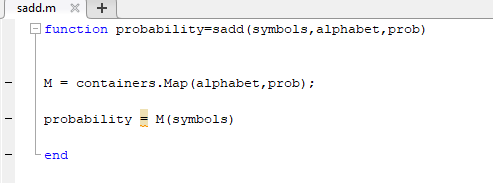 sadd.m
function probability=sadd(symbols,alphabet,prob)
M = containers.Map(alphabet,prob);
probability = M(symbols)
end